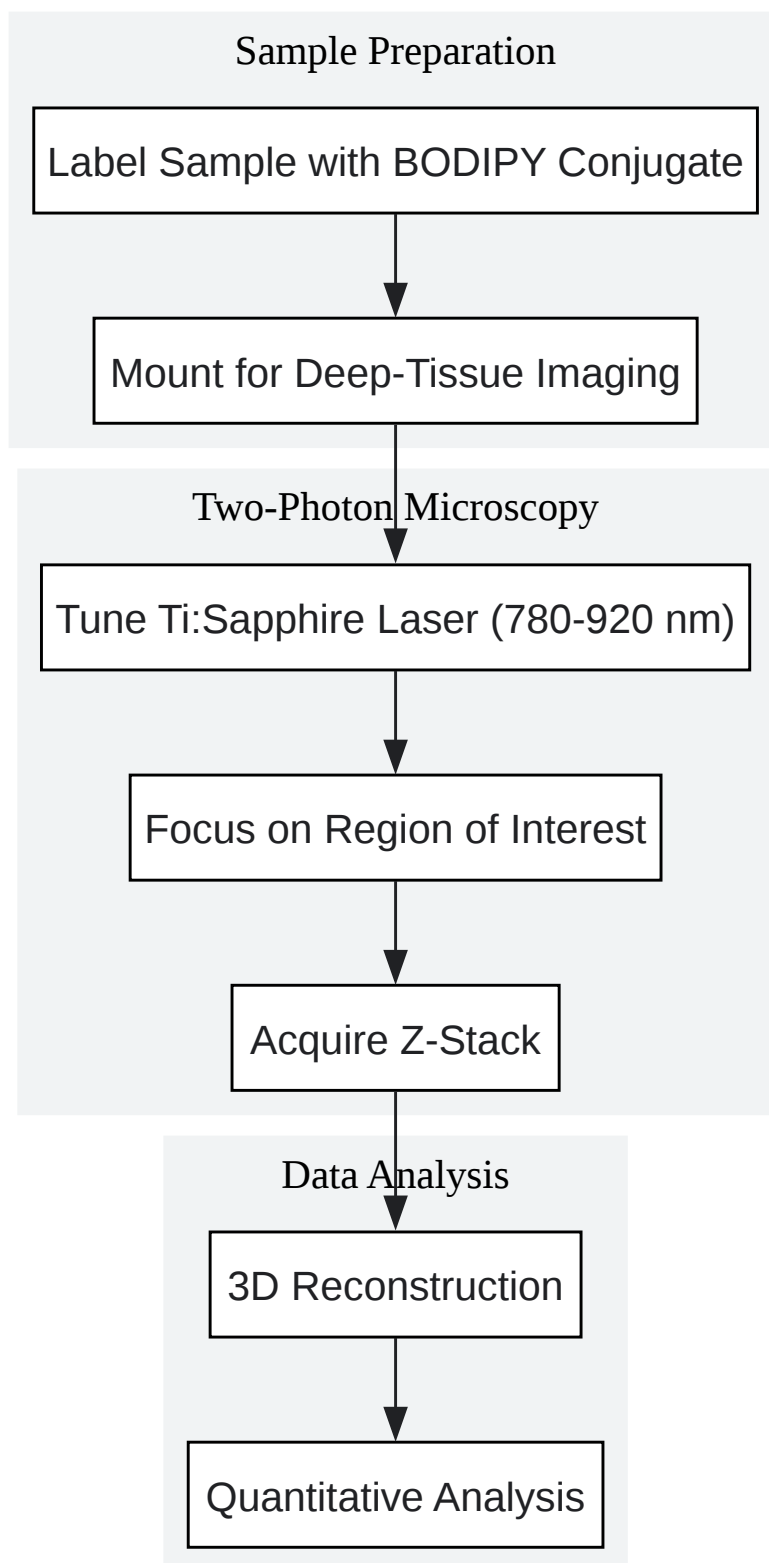 Sample Preparation
Label Sample with BODIPY Conjugate
Mount for Deep-Tissue Imaging
Two-Photon Microscopy
Tune Ti:Sapphire Laser (780-920 nm)
Focus on Region of Interest
Acquire Z-Stack
Data Analysis
3D Reconstruction
Quantitative Analysis